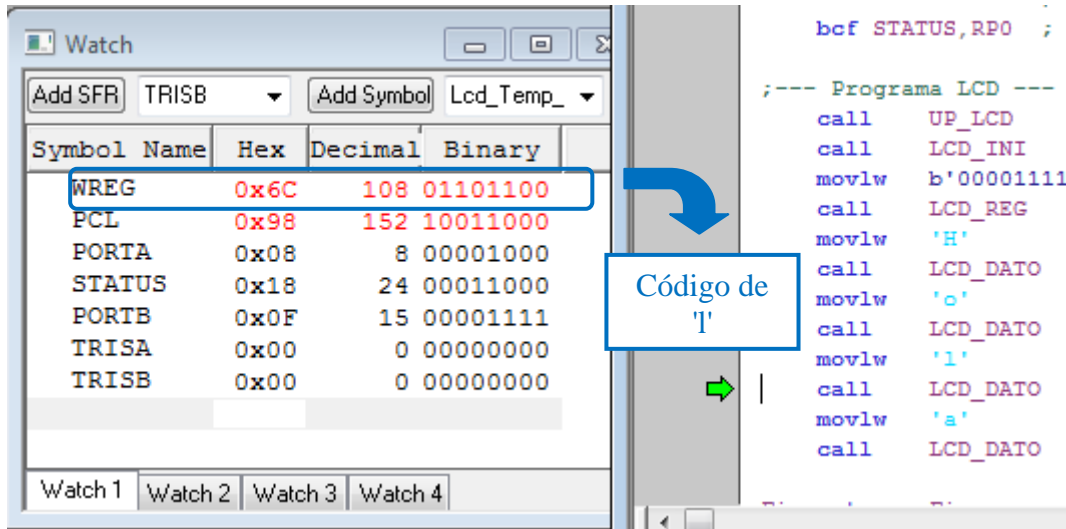 Watch
Add SFR TRISB Add Symbol Lcd_Temp_
Symbol Name Hex Decimal Binary
WREG 0x6C 108 01101100
PCL 0x98 152 10011000
PORTA 0x08 8 00001000
STATUS 0x18 24 00011000
PORTB 0x0F 15 00001111
TRISA 0x00 0 00000000
TRISB 0x00 0 00000000
Watch 1 Watch 2 Watch 3 Watch 4
Código de
'l'
bcf STATUS,RP0 ;
;--- Programa LCD ---
call UP_LCD
call LCD_INI
movlw b'00001111
call LCD_REG
movlw 'H'
call LCD_DATO
movlw 'o'
call LCD_DATO
movlw 'l'
call LCD_DATO
movlw 'a'
call LCD_DATO